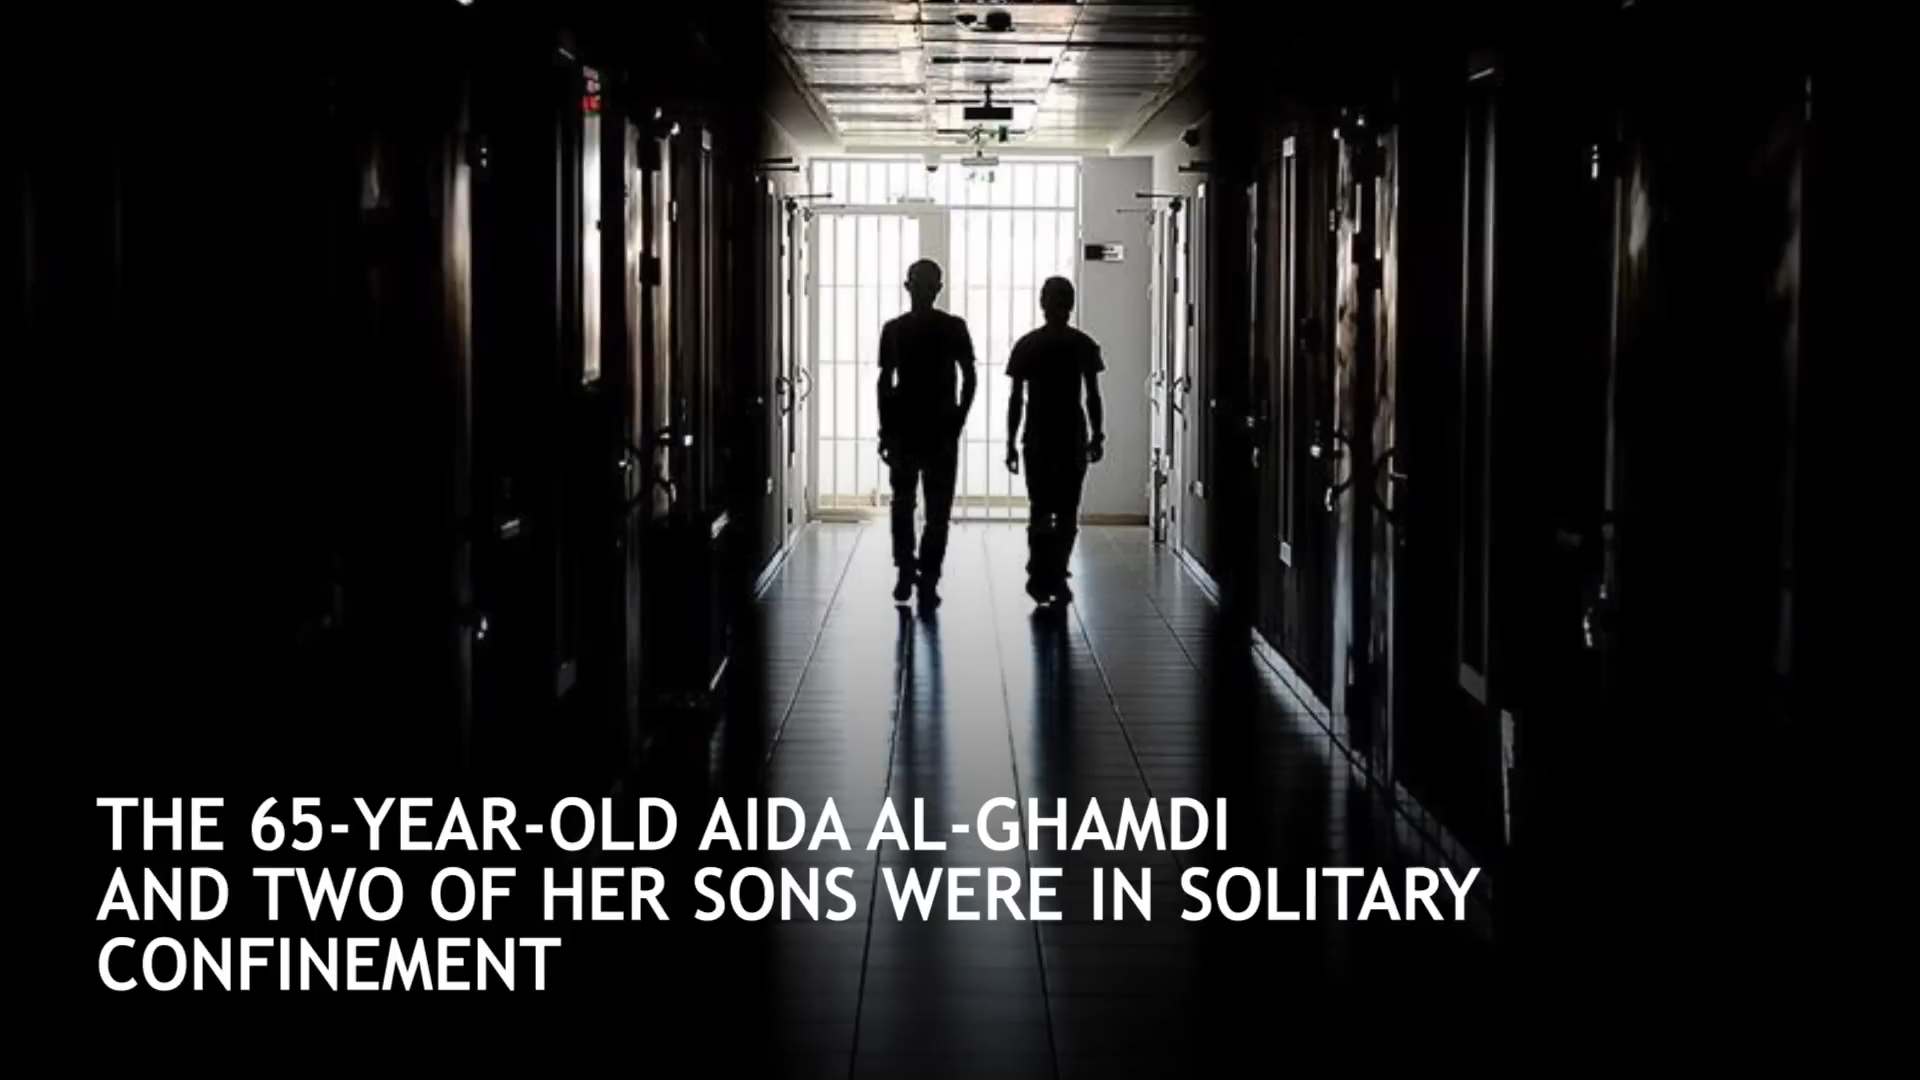 THE 65-YEAR-OLD AIDA AL-GHAMDI
AND TWO OF HER SONS WERE IN SOLITARY
CONFINEMENT